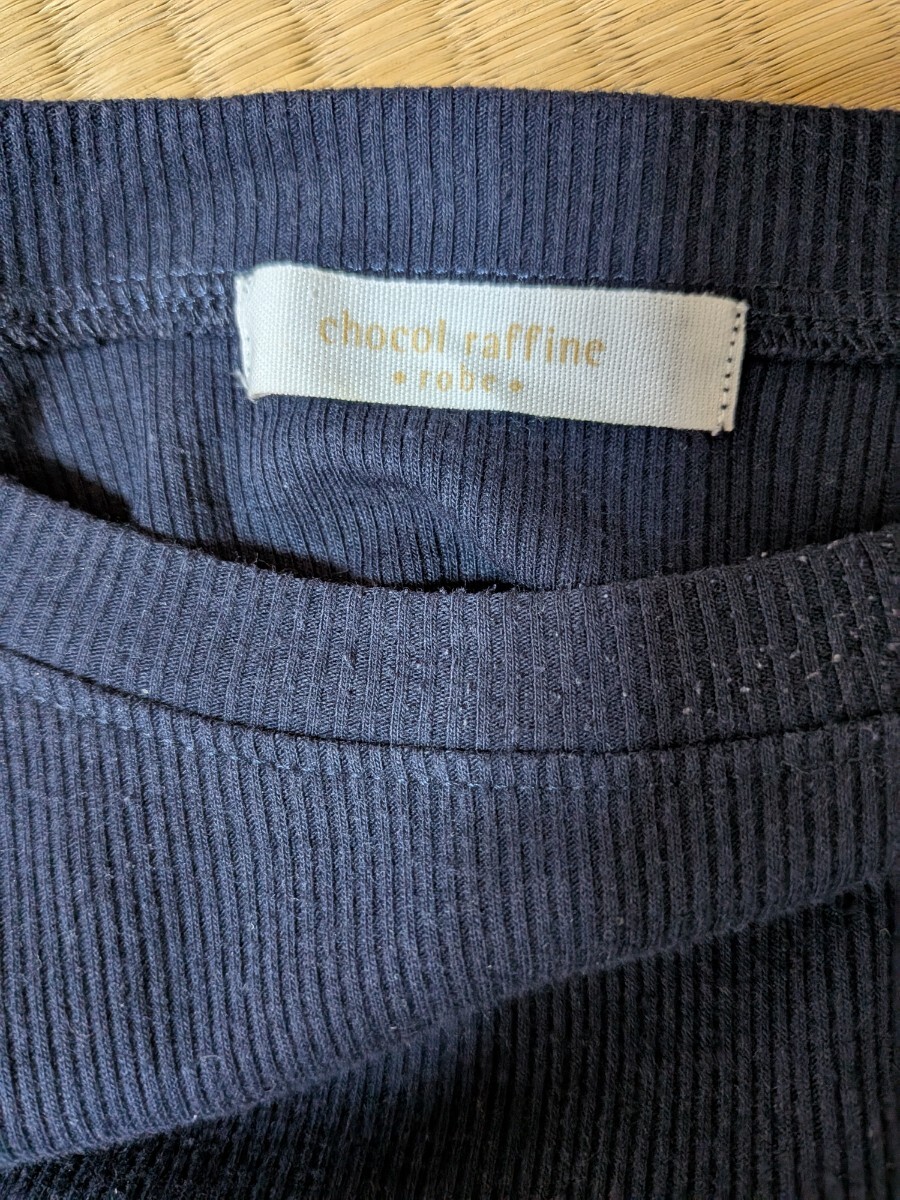 chocol raffine
• robe •